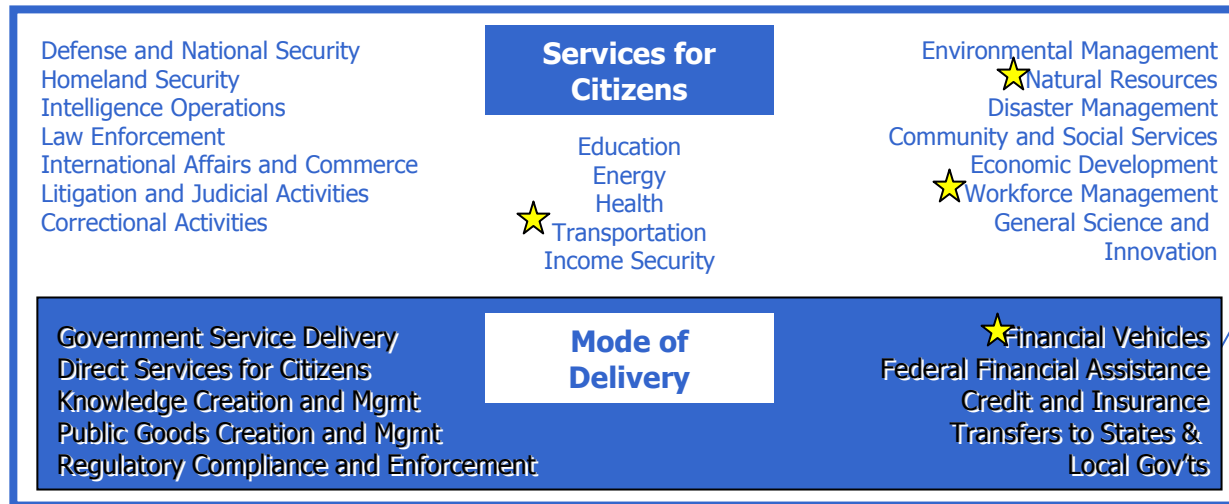 Defense and National Security
Homeland Security
Intelligence Operations
Law Enforcement
International Affairs and Commerce
Litigation and Judicial Activities
Correctional Activities
Services for
Citizens
Education
Energy
Health
Transportation
Income Security
Environmental Management
Natural Resources
Disaster Management
Community and Social Services
Economic Development
Workforce Management
General Science and
Innovation
Government Service Delivery
Direct Services for Citizens
Knowledge Creation and Mgmt
Public Goods Creation and Mgmt
Regulatory Compliance and Enforcement
Mode of
Delivery
Financial Vehicles
Federal Financial Assistance
Credit and Insurance
Transfers to States &
Local Gov'ts